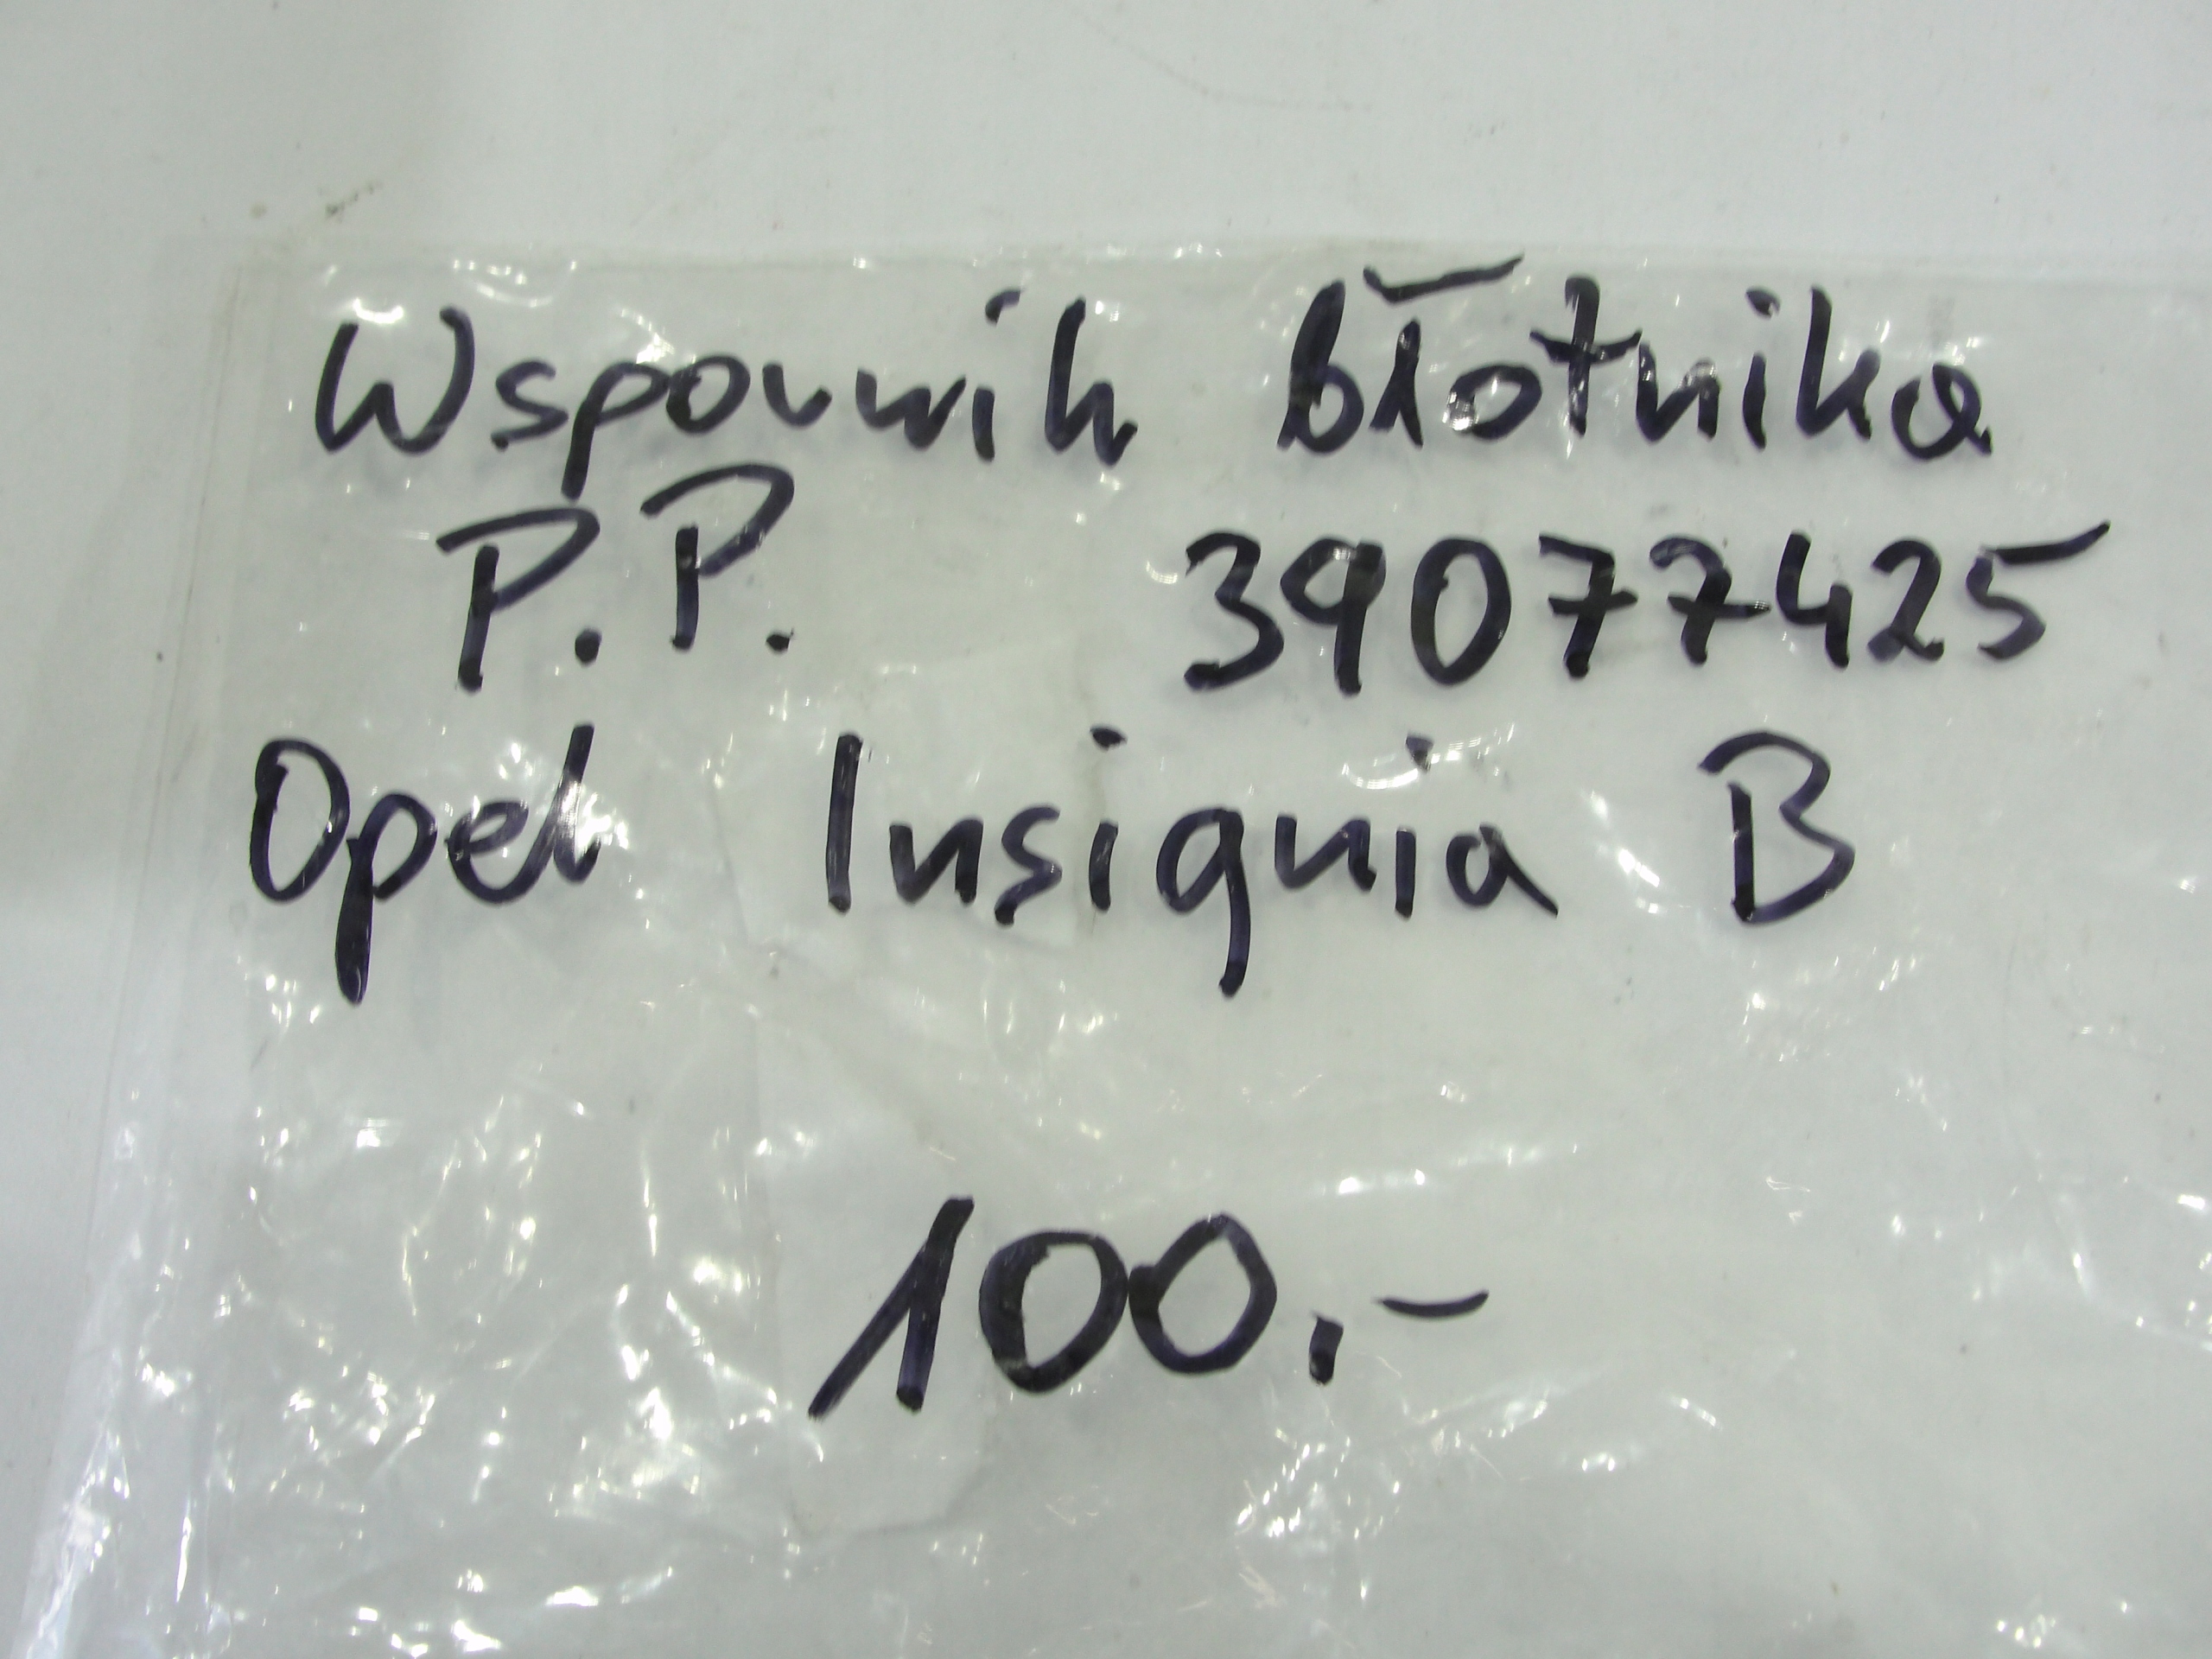 Wspornik błotnika
P.P. 39077425
Opel Insignia B
100.-